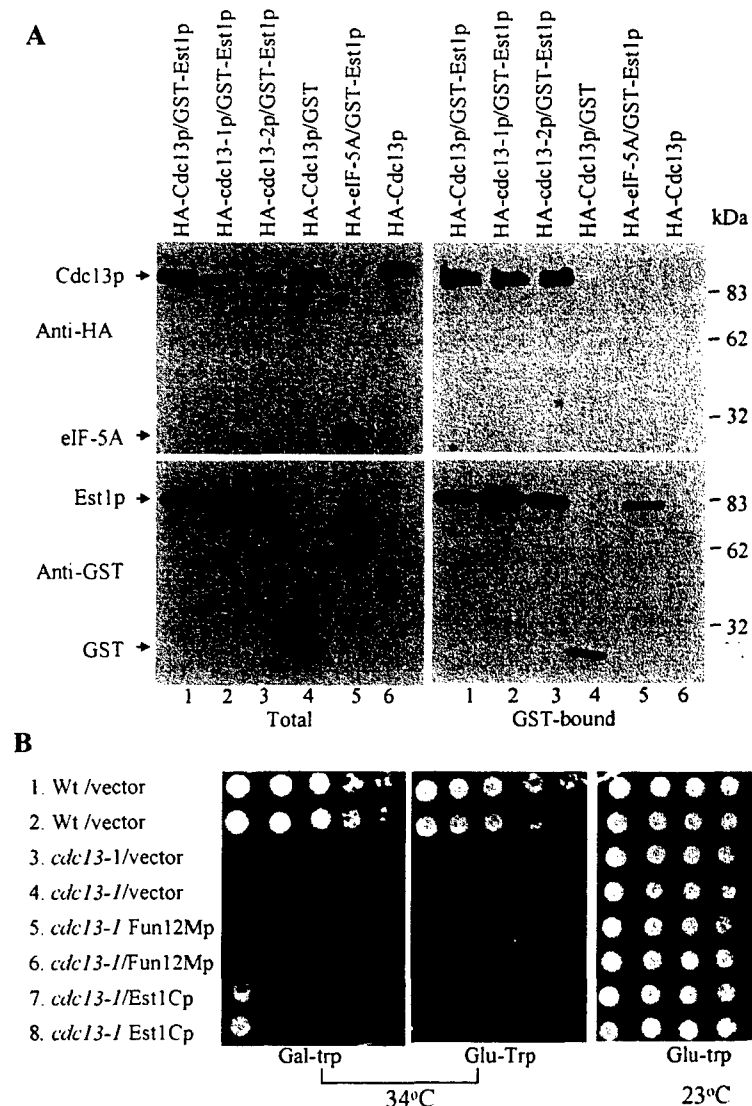 A
HA-Cdc13p/GST-Est1p
HA-cdc13-1p/GST-Est1p
HA-cdc13-2p/GST-Est1p
HA-Cdc13p/GST
HA-eIF-5A/GST-Est1p
HA-Cdc13p
HA-Cdc13p/GST-Est1p
HA-cdc13-1p/GST-Est1p
HA-cdc13-2p/GST-Est1p
HA-Cdc13p/GST
HA-eIF-5A/GST-Est1p
HA-Cdc13p
kDa
Cdc13p
83
Anti-HA
62
32
eIF-5A
Est1p
83
62
Anti-GST
32
GST
1 2 3 4 5 6 1 2 3 4 5 6
Total GST-bound
B
1. Wt /vector
2. Wt /vector
3. cdc13-1/vector
4. cdc13-1/vector
5. cdc13-1 Fun12Mp
6. cdc13-1/Fun12Mp
7. cdc13-1/Est1Cp
8. cdc13-1 Est1Cp
Gal-trp Glu-Trp Glu-trp
34°C 23°C